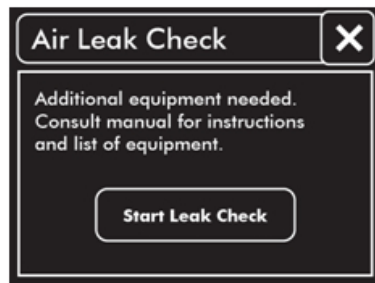 Air Leak Check
Additional equipment needed.
Consult manual for instructions
and list of equipment.
Start Leak Check